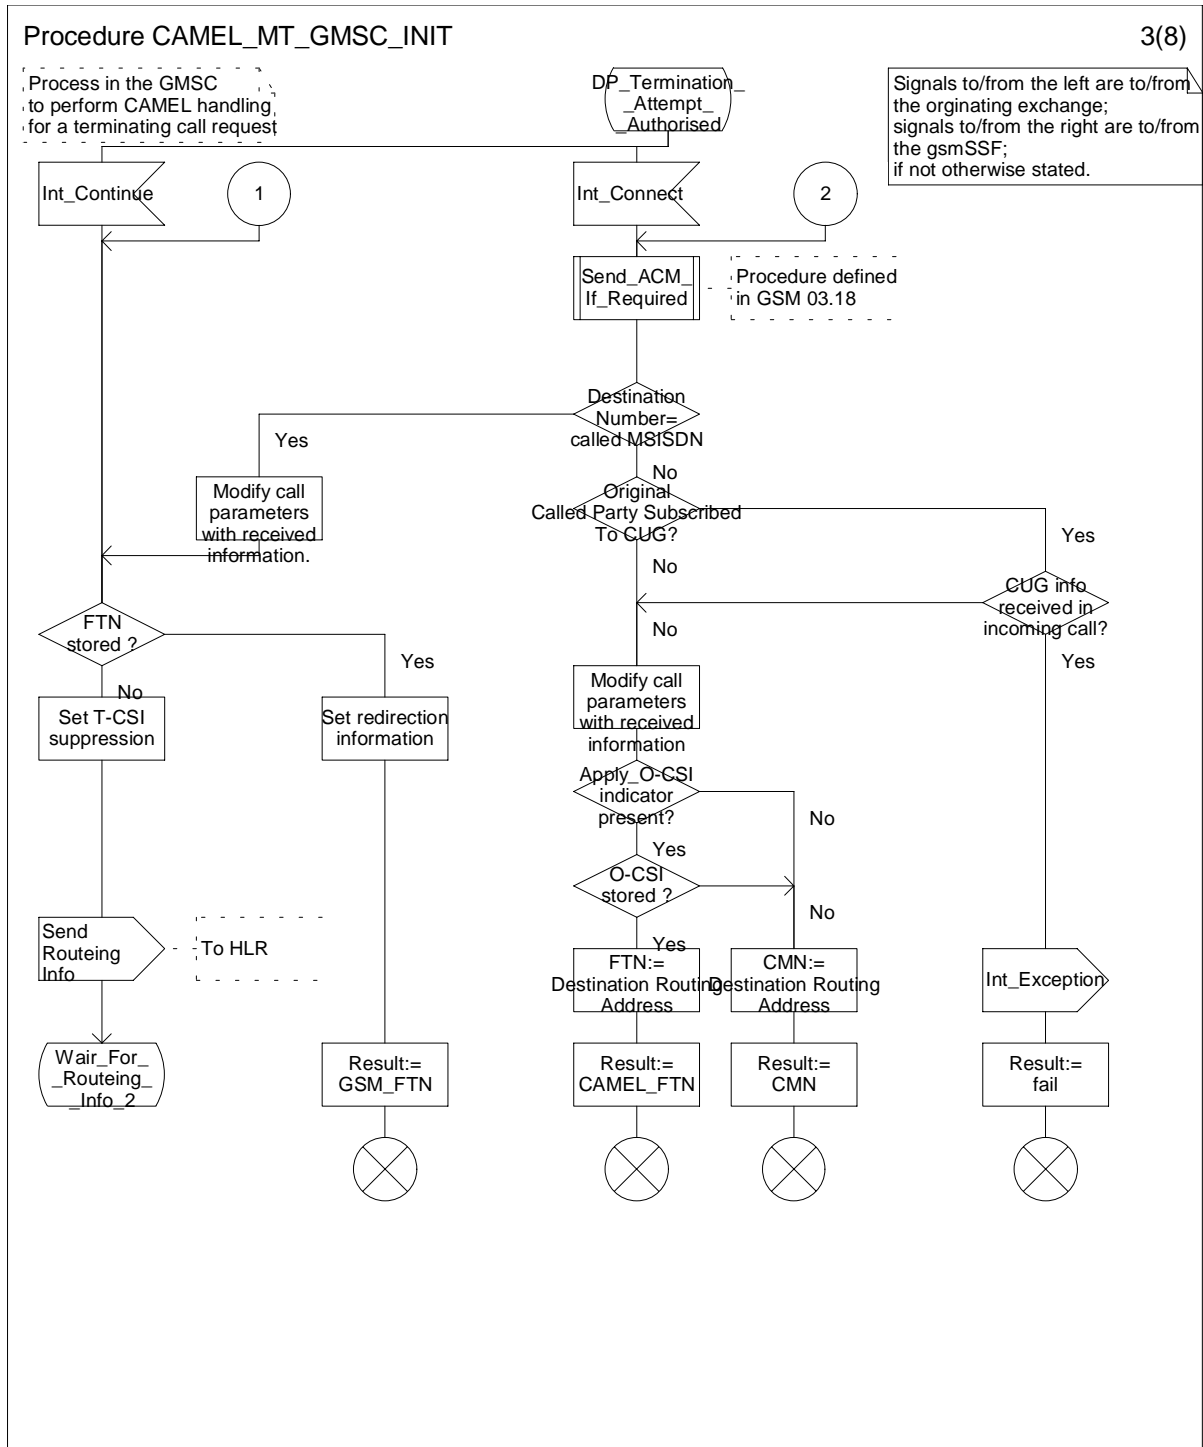 Procedure CAMEL_MT_GMSC_INIT
3(8)
Process in the GMSC
to perform CAMEL handling
for a terminating call request
DP_Termination_
_Attempt_
_Authorised
Signals to/from the left are to/from
the orginating exchange;
signals to/from the right are to/from
the gsmSSF;
if not otherwise stated.
Int_Continue
1
Int_Connect
2
Send_ACM_
If_Required
Procedure defined
in GSM 03.18
Destination
Number=
called MSISDN
Yes
No
Modify call
parameters
with received
information.
Original
Called Party Subscribed
To CUG?
Yes
No
CUG info
received in
incoming call?
No
Yes
FTN
stored ?
Yes
No
Set T-CSI
suppression
Set redirection
information
Modify call
parameters
with received
information
Apply_O-CSI
indicator
present?
No
Yes
O-CSI
stored ?
No
Yes
Send
Routeing
Info
To HLR
FTN:=
Destination Routing
Address
CMN:=
Destination Routing
Address
Int_Exception
Wair_For_
_Routeing_
_Info_2
Result:=
GSM_FTN
Result:=
CAMEL_FTN
Result:=
CMN
Result:=
fail